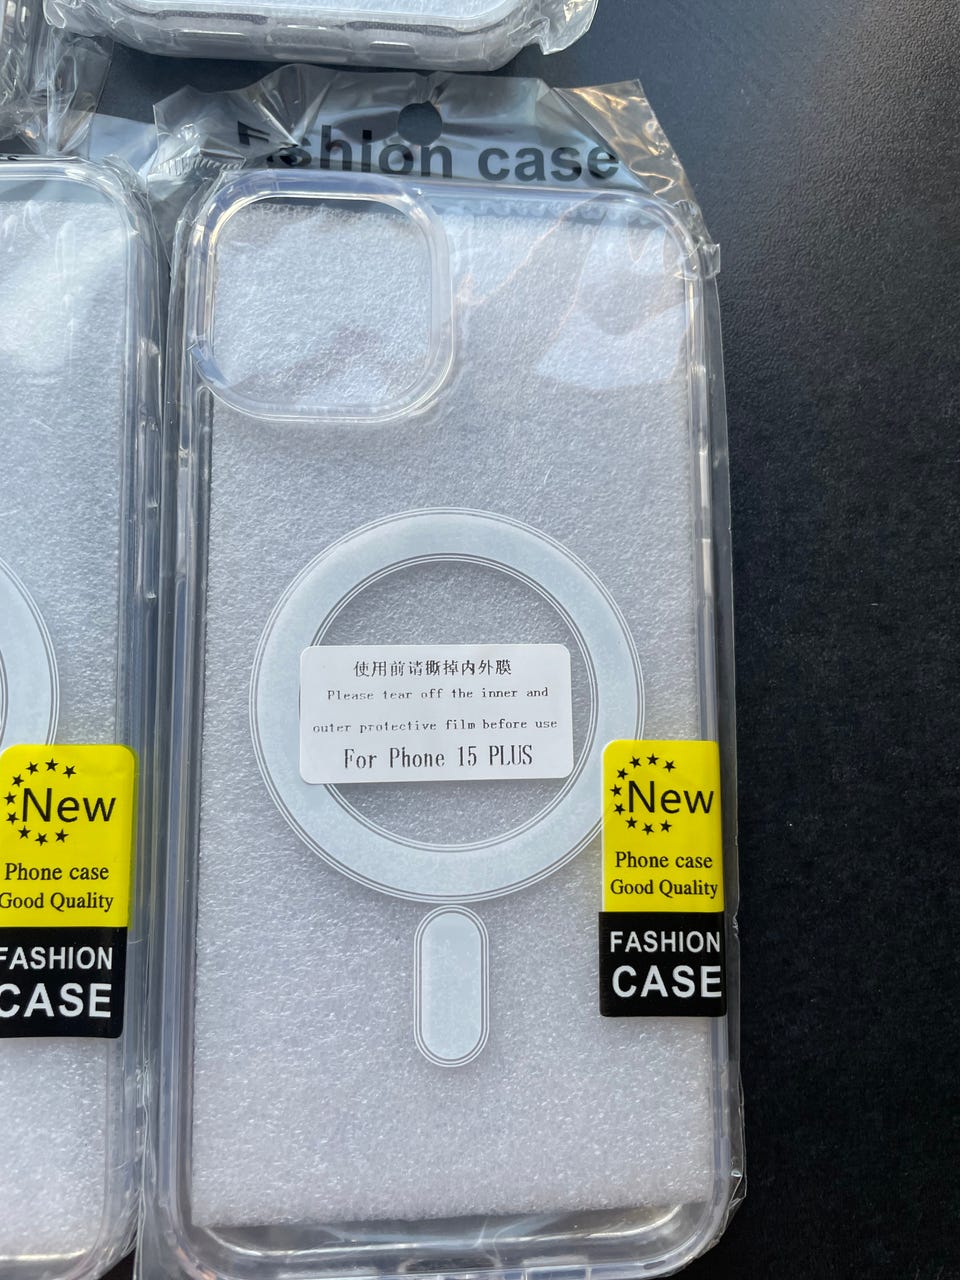 Fashion case
使用前请撕掉内外膜
Please tear off the inner and
outer protective film before use
For Phone 15 PLUS
New
Phone case
Good Quality
FASHION
CASE
New
Phone case
Good Quality
FASHION
CASE